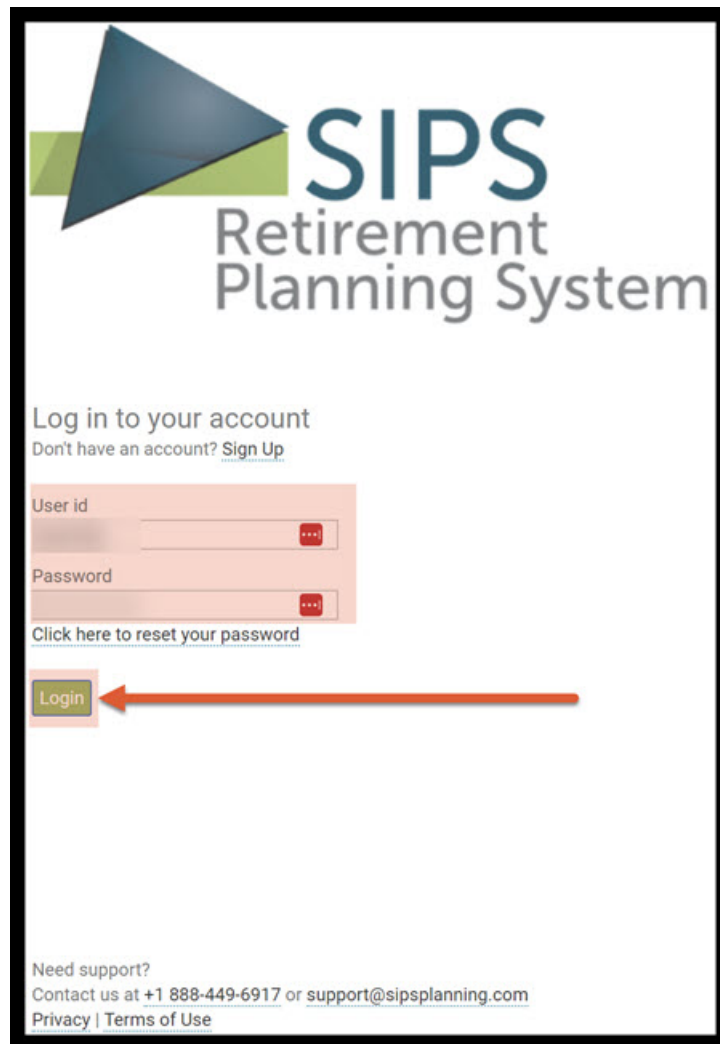 SIPS
Retirement
Planning System
Log in to your account
Don't have an account? Sign Up
User id
Password
Click here to reset your password
Login
Need support?
Contact us at +1 888-449-6917 or support@sipsplanning.com
Privacy | Terms of Use